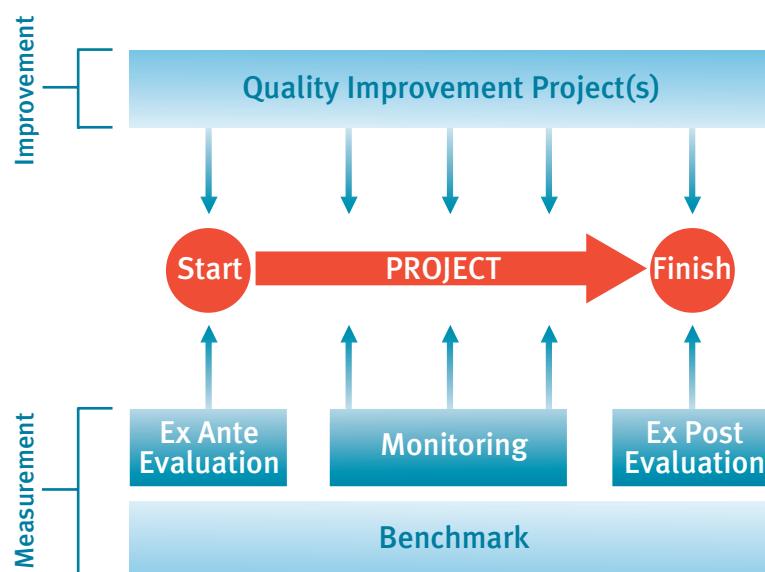 Improvement
Quality Improvement Project(s)
Start
PROJECT
Finish
Measurement
Ex Ante
Evaluation
Monitoring
Ex Post
Evaluation
Benchmark